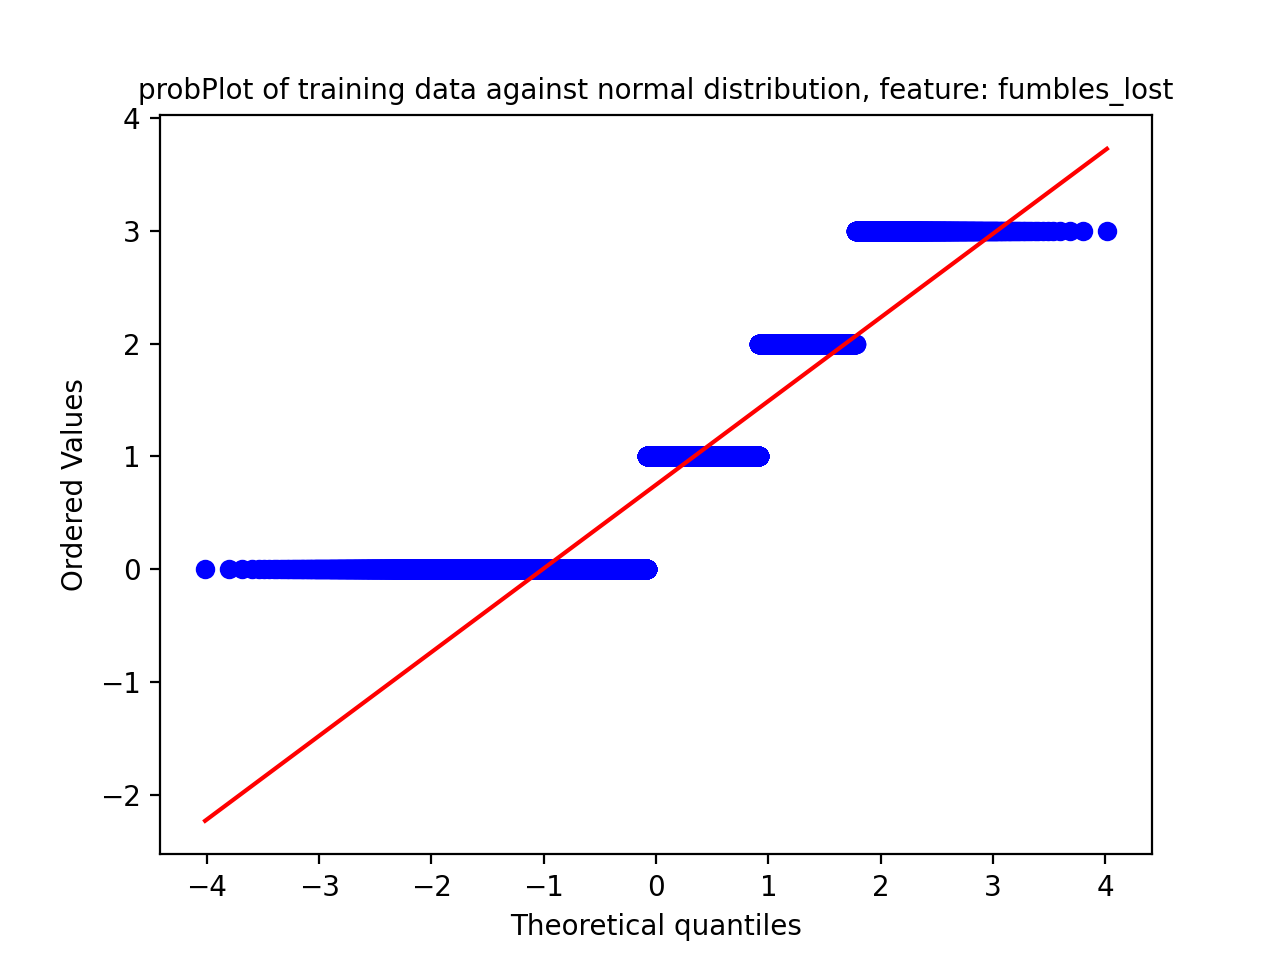 probPlot of training data against normal distribution, feature: fumbles_lost
4
3
2
1
0
−1
−2
Ordered Values
−4 −3 −2 −1 0 1 2 3 4
Theoretical quantiles